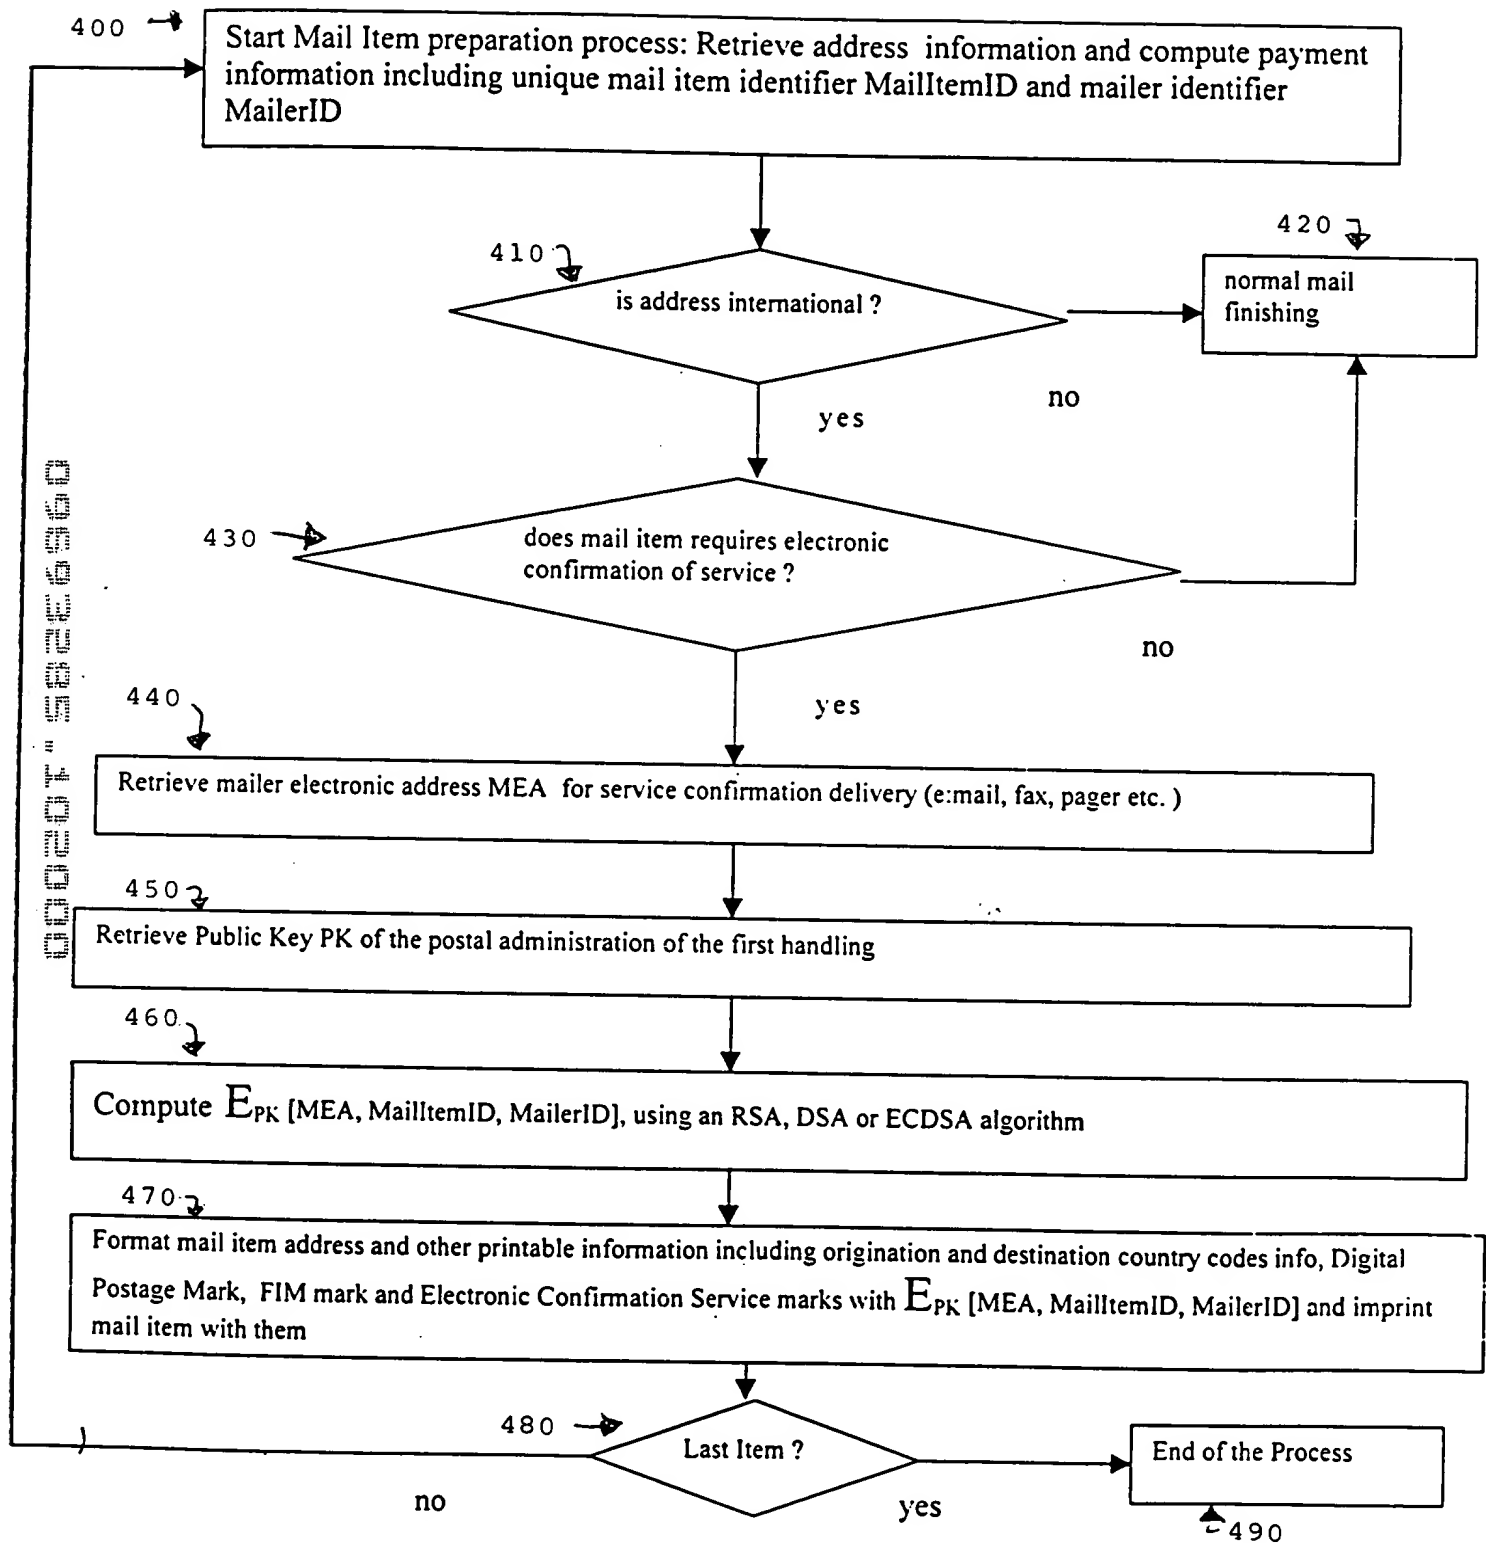 400
Start Mail Item preparation process: Retrieve address information and compute payment
information including unique mail item identifier MailItemID and mailer identifier
MailerID
410
is address international ?
420
normal mail
finishing
yes
no
430
does mail item requires electronic
confirmation of service ?
no
yes
440
Retrieve mailer electronic address MEA for service confirmation delivery (e:mail, fax, pager etc. )
450
Retrieve Public Key PK of the postal administration of the first handling
460
Compute EPK [MEA, MailItemID, MailerID], using an RSA, DSA or ECDSA algorithm
470
Format mail item address and other printable information including origination and destination country codes info, Digital
Postage Mark, FIM mark and Electronic Confirmation Service marks with EPK [MEA, MailItemID, MailerID] and imprint
mail item with them
480
Last Item ?
End of the Process
no
yes
490